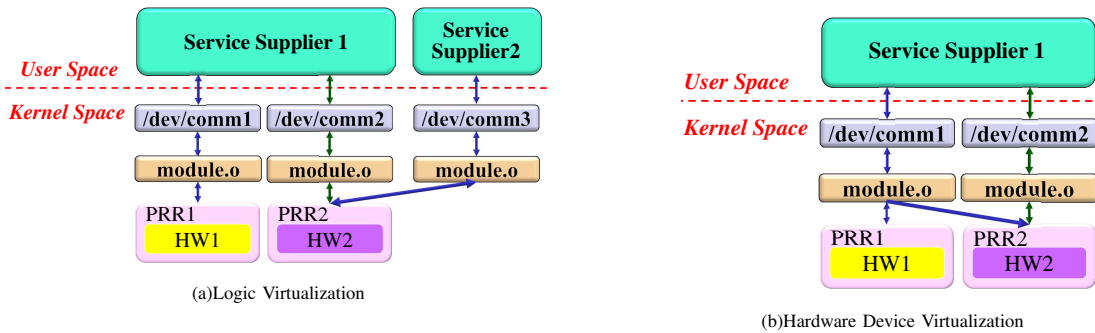 Service Supplier 1
Service
Supplier2
User Space
Kernel Space
/dev/comm1
/dev/comm2
/dev/comm3
module.o
module.o
module.o
PRR1
HW1
PRR2
HW2
(a)Logic Virtualization
Service Supplier 1
User Space
Kernel Space
/dev/comm1
/dev/comm2
module.o
module.o
PRR1
HW1
PRR2
HW2
(b)Hardware Device Virtualization